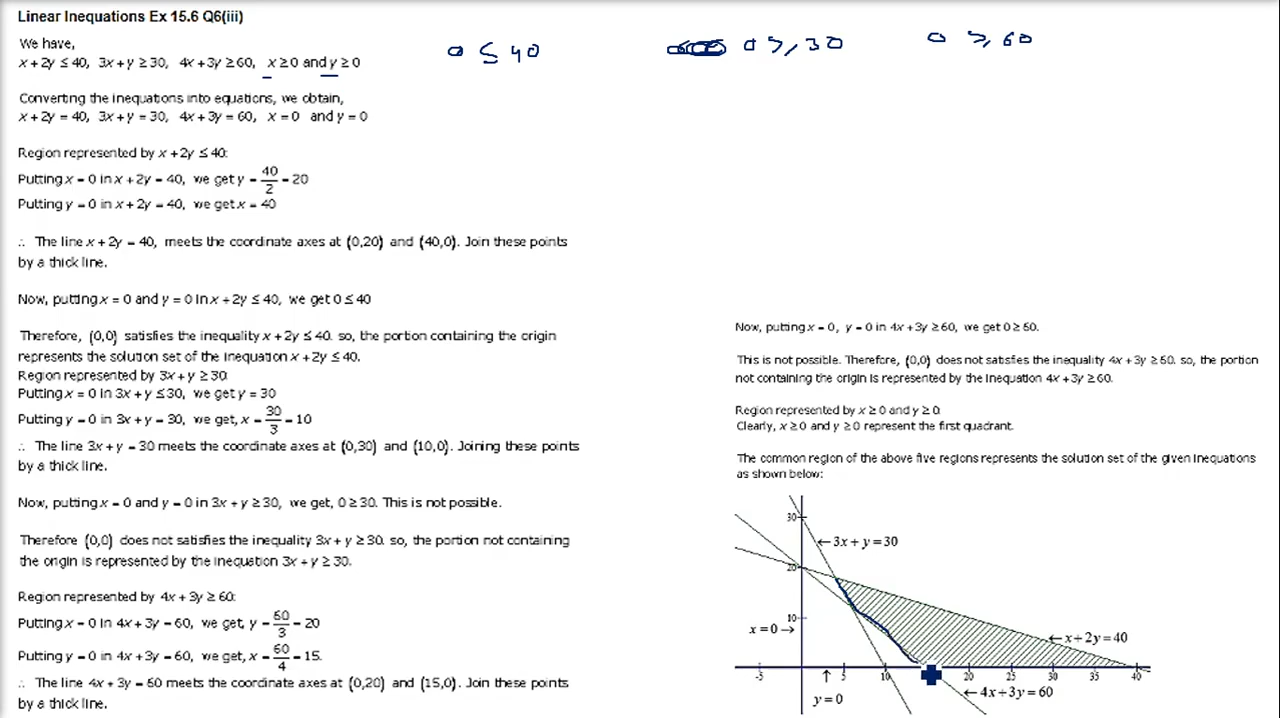 Linear Inequations Ex 15.6 Q6(iii)
We have,
x + 2y ≤ 40, 3x + y ≥ 30, 4x + 3y ≥ 60, x ≥ 0 and y ≥ 0
0 ≤ 40
0 ≥ 30
0 ≥ 60
Converting the inequations into equations, we obtain,
x + 2y = 40, 3x + y = 30, 4x + 3y = 60, x = 0 and y = 0
Region represented by x + 2y ≤ 40:
Putting x = 0 in x + 2y = 40, we get y = 40/2 = 20
Putting y = 0 in x + 2y = 40, we get x = 40
∴ The line x + 2y = 40, meets the coordinate axes at (0,20) and (40,0). Join these points
by a thick line.
Now, putting x = 0 and y = 0 in x + 2y ≤ 40, we get 0 ≤ 40
Therefore, (0,0) satisfies the inequality x + 2y ≤ 40. so, the portion containing the origin
represents the solution set of the inequation x + 2y ≤ 40.
Region represented by 3x + y ≥ 30:
Putting x = 0 in 3x + y ≤ 30, we get y = 30
Putting y = 0 in 3x + y = 30, we get, x = 30/3 = 10
∴ The line 3x + y = 30 meets the coordinate axes at (0,30) and (10,0). Joining these points
by a thick line.
Now, putting x = 0 and y = 0 in 3x + y ≥ 30, we get, 0 ≥ 30. This is not possible.
Therefore (0,0) does not satisfies the inequality 3x + y ≥ 30. so, the portion not containing
the origin is represented by the inequation 3x + y ≥ 30.
Region represented by 4x + 3y ≥ 60:
Putting x = 0 in 4x + 3y = 60, we get, y = 60/3 = 20
Putting y = 0 in 4x + 3y = 60, we get, x = 60/4 = 15.
∴ The line 4x + 3y = 60 meets the coordinate axes at (0,20) and (15,0). Join these points
by a thick line.
Now, putting x = 0, y = 0 in 4x + 3y ≥ 60, we get 0 ≥ 60.
This is not possible. Therefore, (0,0) does not satisfies the inequality 4x + 3y ≥ 60. so, the portion
not containing the origin is represented by the inequation 4x + 3y ≥ 60.
Region represented by x ≥ 0 and y ≥ 0:
Clearly, x ≥ 0 and y ≥ 0 represent the first quadrant.
The common region of the above five regions represents the solution set of the given inequations
as shown below:
30
←3x + y = 30
20
10
x = 0 →
←x + 2y = 40
-5 5 10 20 30 35 40
↑
y = 0
←4x + 3y = 60